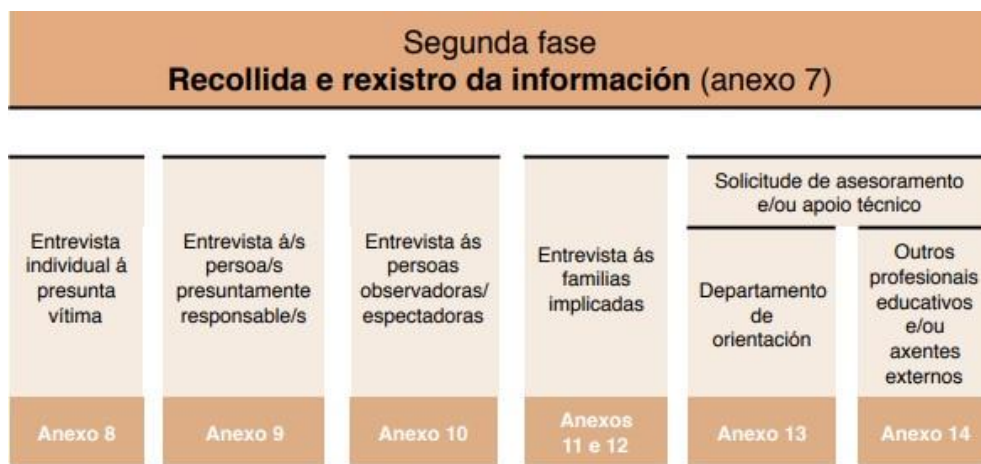 Segunda fase
Recollida e rexistro da información (anexo 7)
Entrevista
individual á
presunta
vítima
Anexo 8
Entrevista á/s
persoa/s
presuntamente
responsable/s
Anexo 9
Entrevista ás
persoas
observadoras/
espectadoras
Anexo 10
Entrevista ás
familias
implicadas
Anexos
11 e 12
Solicitude de asesoramento
e/ou apoio técnico
Departamento
de
orientación
Anexo 13
Outros
profesionais
educativos
e/ou
axentes
externos
Anexo 14